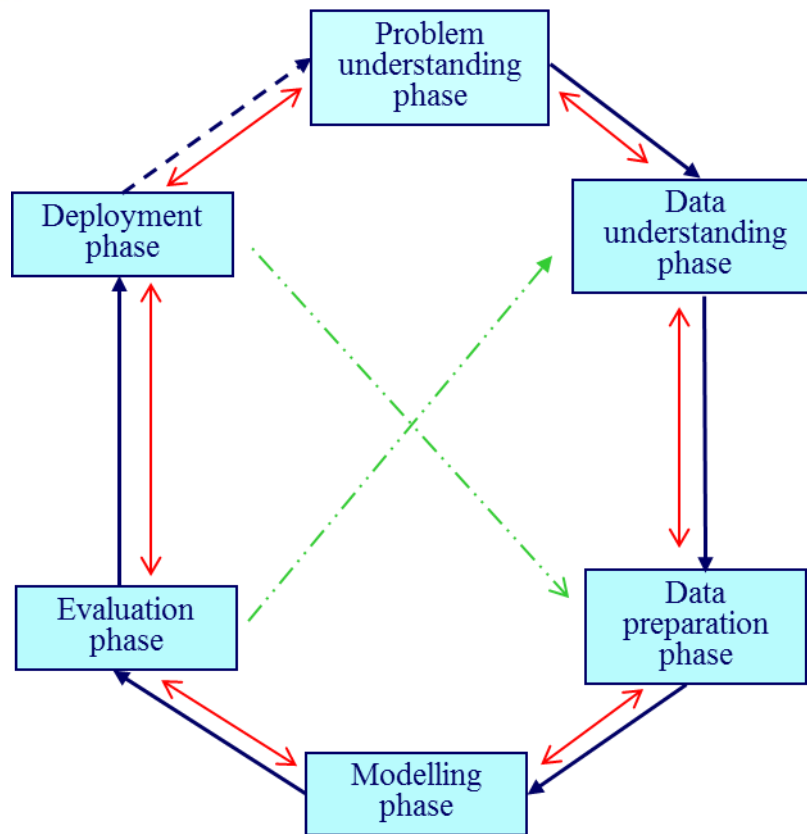 Problem
understanding
phase
Deployment
phase
Data
understanding
phase
Evaluation
phase
Data
preparation
phase
Modelling
phase